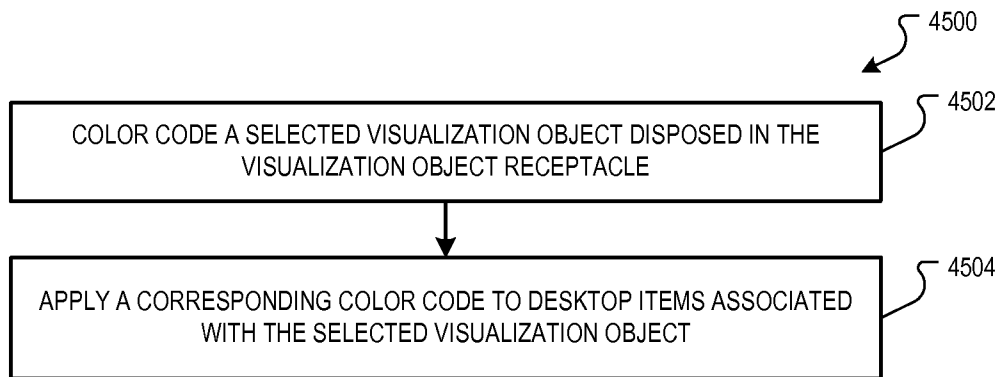 4500
4502
COLOR CODE A SELECTED VISUALIZATION OBJECT DISPOSED IN THE
VISUALIZATION OBJECT RECEPTACLE
4504
APPLY A CORRESPONDING COLOR CODE TO DESKTOP ITEMS ASSOCIATED
WITH THE SELECTED VISUALIZATION OBJECT